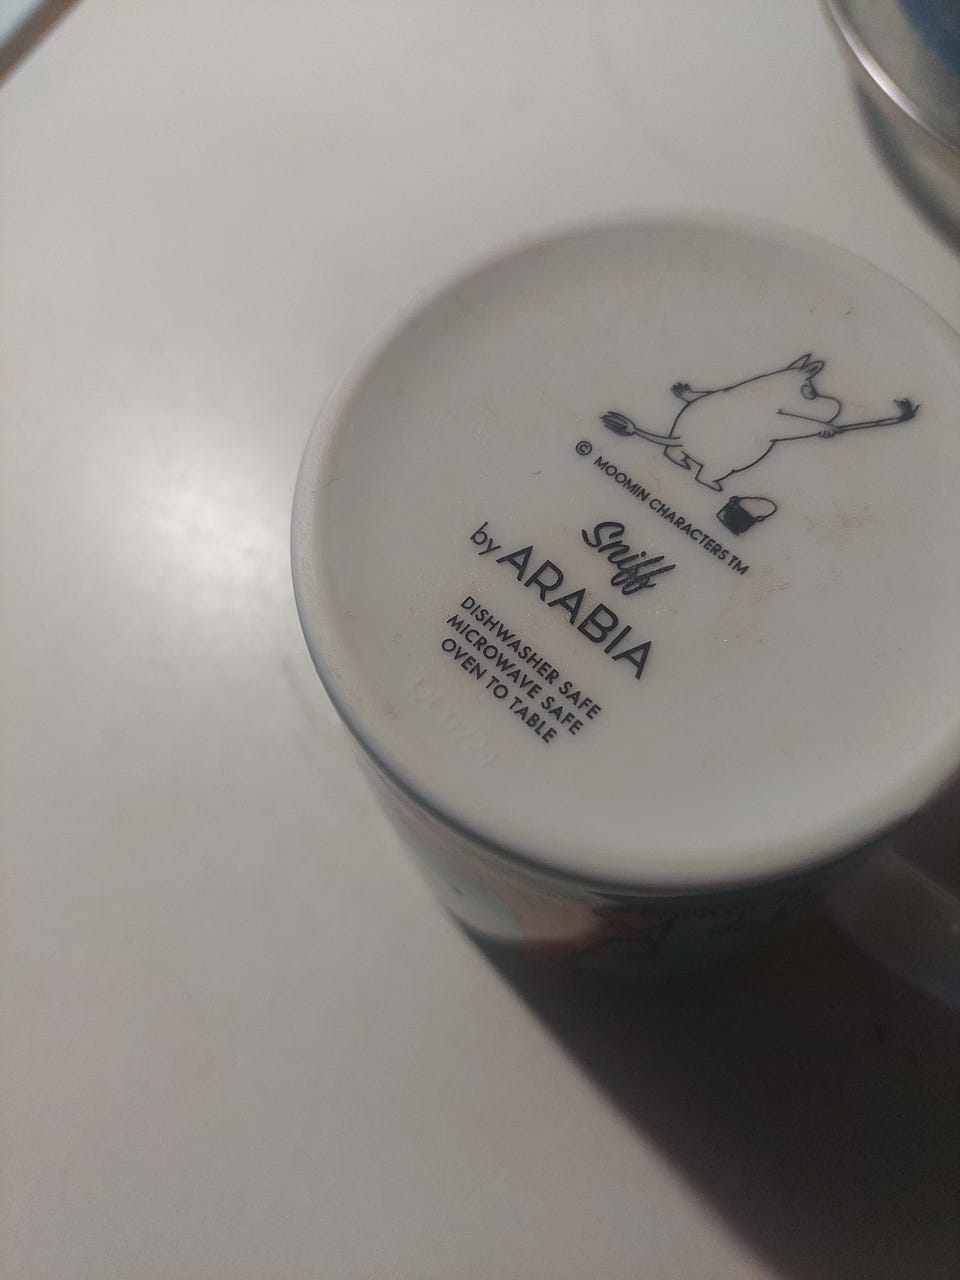 © MOOMIN CHARACTERS TM
Sniff
by ARABIA
DISHWASHER SAFE
MICROWAVE SAFE
OVEN TO TABLE